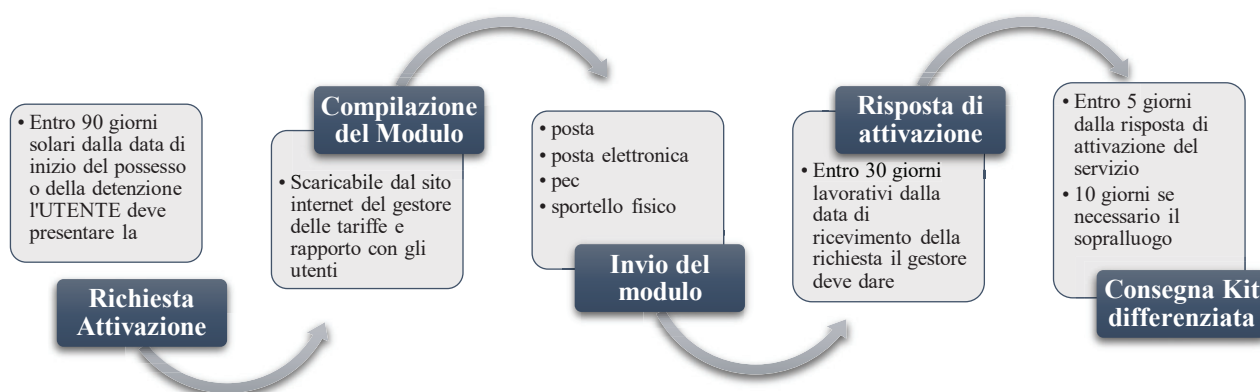 • Entro 90 giorni
solari dalla data di
inizio del possesso
o della detenzione
l'UTENTE deve
presentare la
Richiesta
Attivazione
Compilazione
del Modulo
• Scaricabile dal sito
internet del gestore
delle tariffe e
rapporto con gli
utenti
• posta
• posta elettronica
• pec
• sportello fisico
Invio del
modulo
Risposta di
attivazione
• Entro 30 giorni
lavorativi dalla
data di
ricevimento della
richiesta il gestore
deve dare
• Entro 5 giorni
dalla risposta di
attivazione del
servizio
• 10 giorni se
necessario il
sopralluogo
Consegna Kit
differenziata